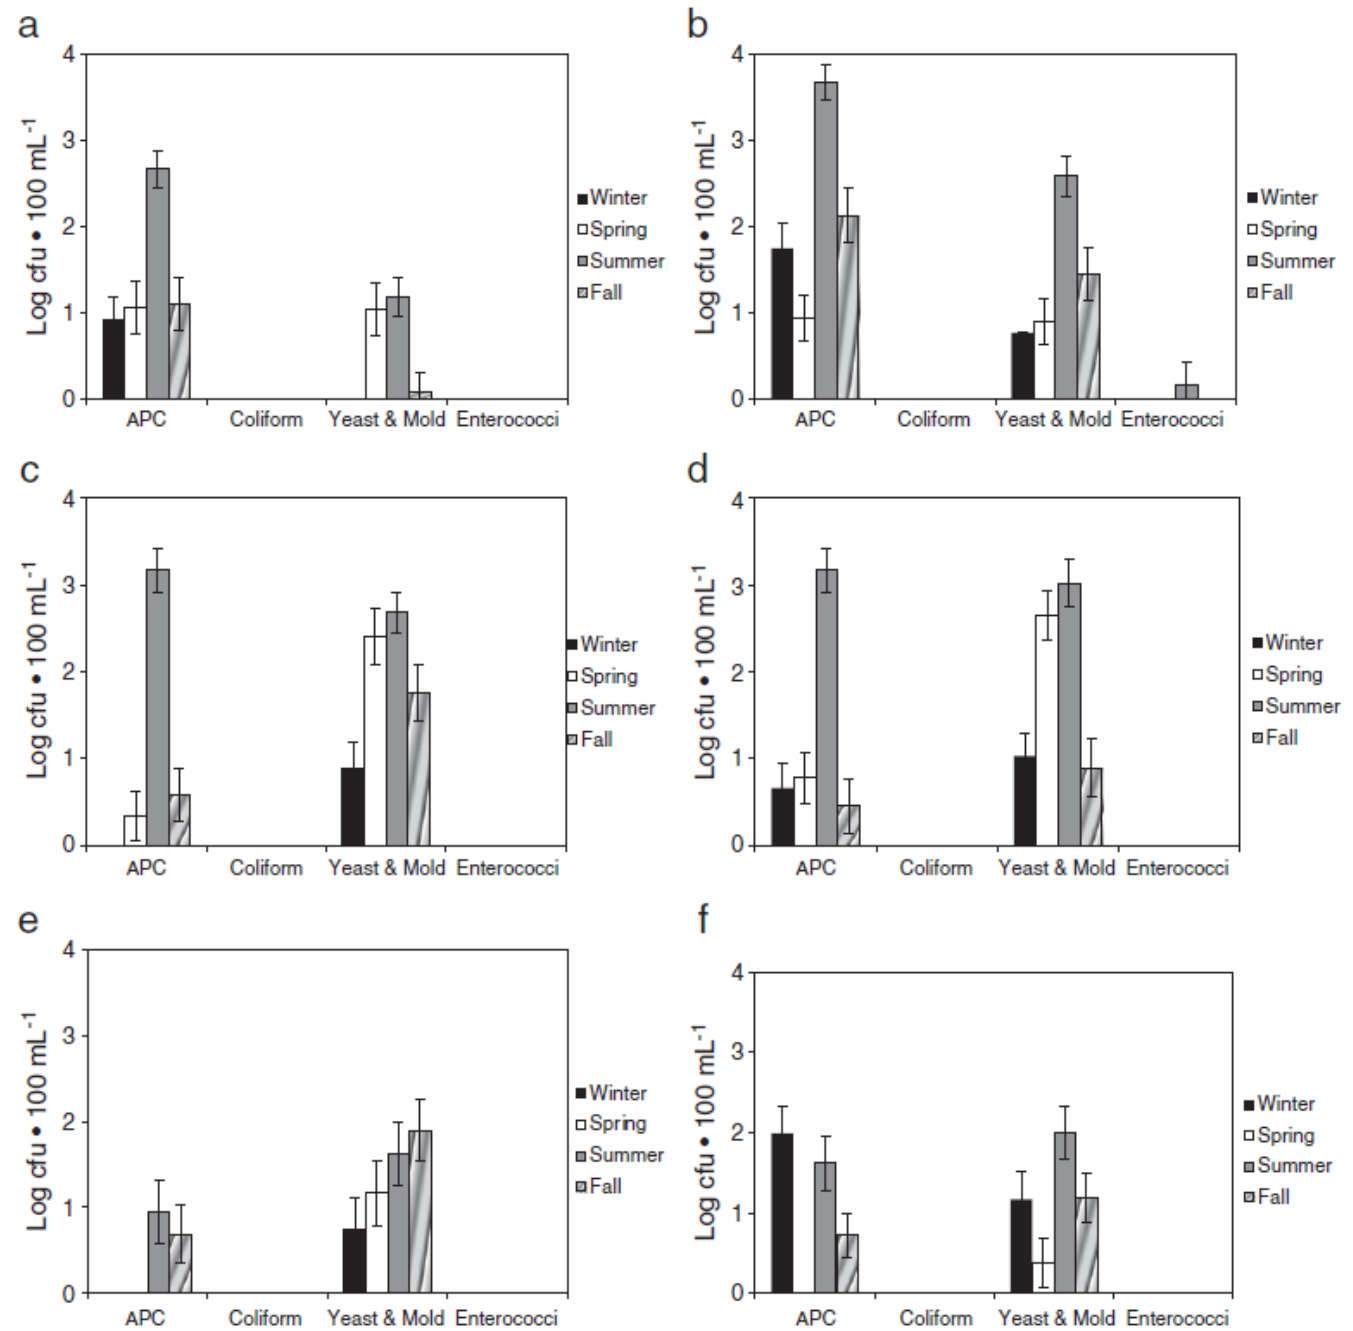 a
4
3
2
1
0
Log cfu • 100 mL-1
APC Coliform Yeast & Mold Enterococci
Winter
Spring
Summer
Fall
b
4
3
2
1
0
Log cfu • 100 mL-1
APC Coliform Yeast & Mold Enterococci
Winter
Spring
Summer
Fall
c
4
3
2
1
0
Log cfu • 100 mL-1
APC Coliform Yeast & Mold Enterococci
Winter
Spring
Summer
Fall
d
4
3
2
1
0
Log cfu • 100 mL-1
APC Coliform Yeast & Mold Enterococci
Winter
Spring
Summer
Fall
e
4
3
2
1
0
Log cfu • 100 mL-1
APC Coliform Yeast & Mold Enterococci
Winter
Spring
Summer
Fall
f
4
3
2
1
0
Log cfu • 100 mL-1
APC Coliform Yeast & Mold Enterococci
Winter
Spring
Summer
Fall